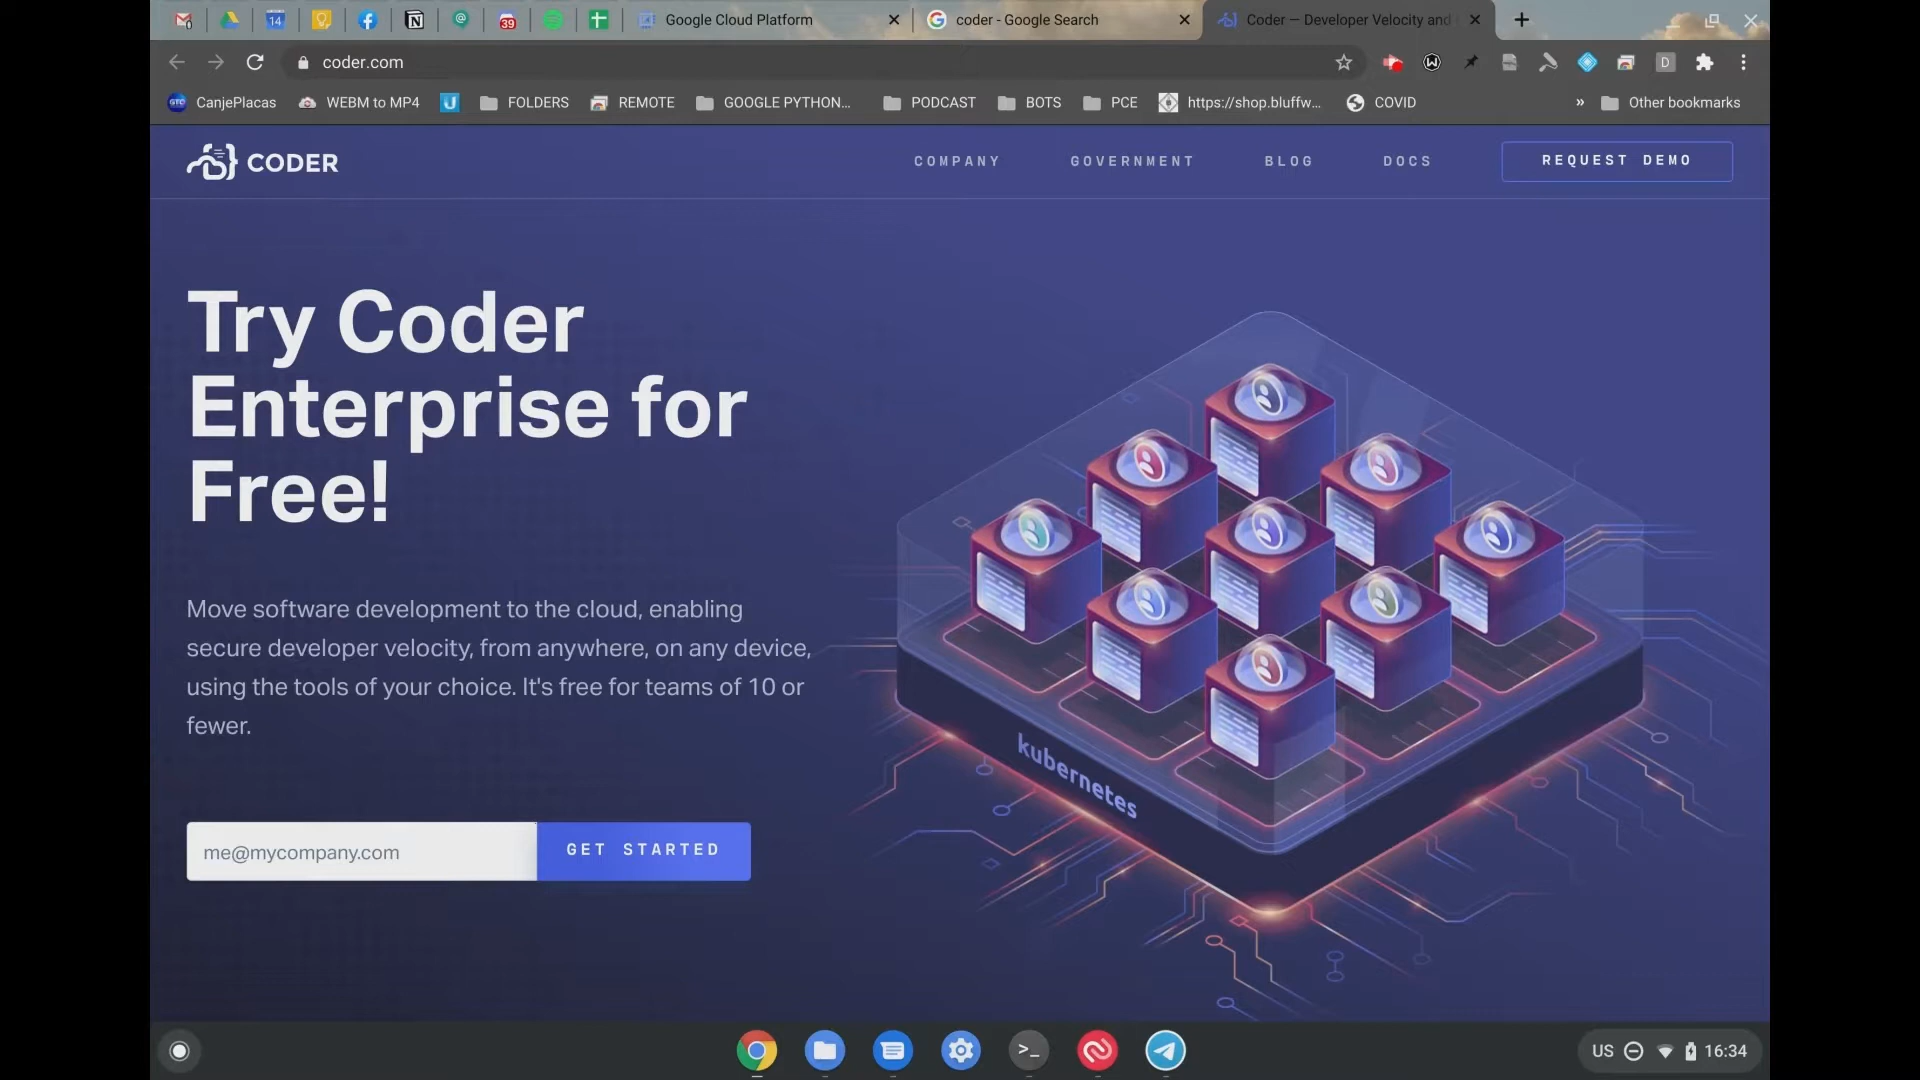 14
39
Google Cloud Platform
coder - Google Search
Coder — Developer Velocity and
coder.com
D
GTC CanjePlacas
WEBM to MP4
U
FOLDERS
REMOTE
GOOGLE PYTHON...
PODCAST
BOTS
PCE
https://shop.bluffw...
COVID
»
Other bookmarks
CODER
COMPANY
GOVERNMENT
BLOG
DOCS
REQUEST DEMO
Try Coder
Enterprise for
Free!
Move software development to the cloud, enabling
secure developer velocity, from anywhere, on any device,
using the tools of your choice. It's free for teams of 10 or
fewer.
me@mycompany.com
GET STARTED
kubernetes
US
16:34